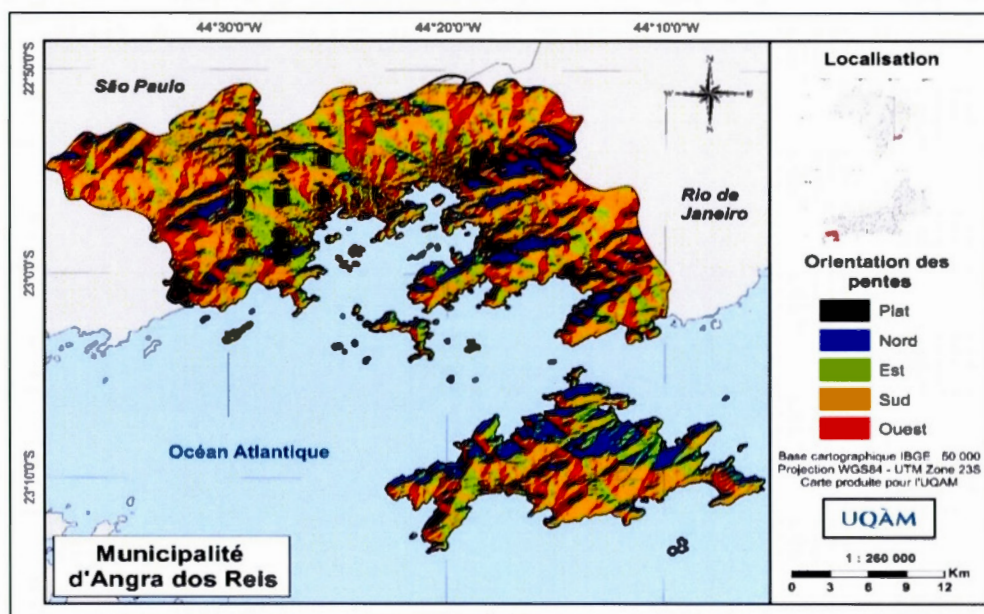 44°30'0"W
44°20'0"W
44°10'0"W
22°50'0"S
23°0'0"S
23°10'0"S
São Paulo
Rio de
Janeiro
Océan Atlantique
Municipalité
d'Angra dos Reis
N
W
E
Localisation
Orientation des
pentes
Plat
Nord
Est
Sud
Ouest
Base cartographique IBGE 50 000
Projection WGS84 - UTM Zone 23S
Carte produite pour l'UQAM
UQÀM
1 : 260 000
Km
0 3 6 9 12